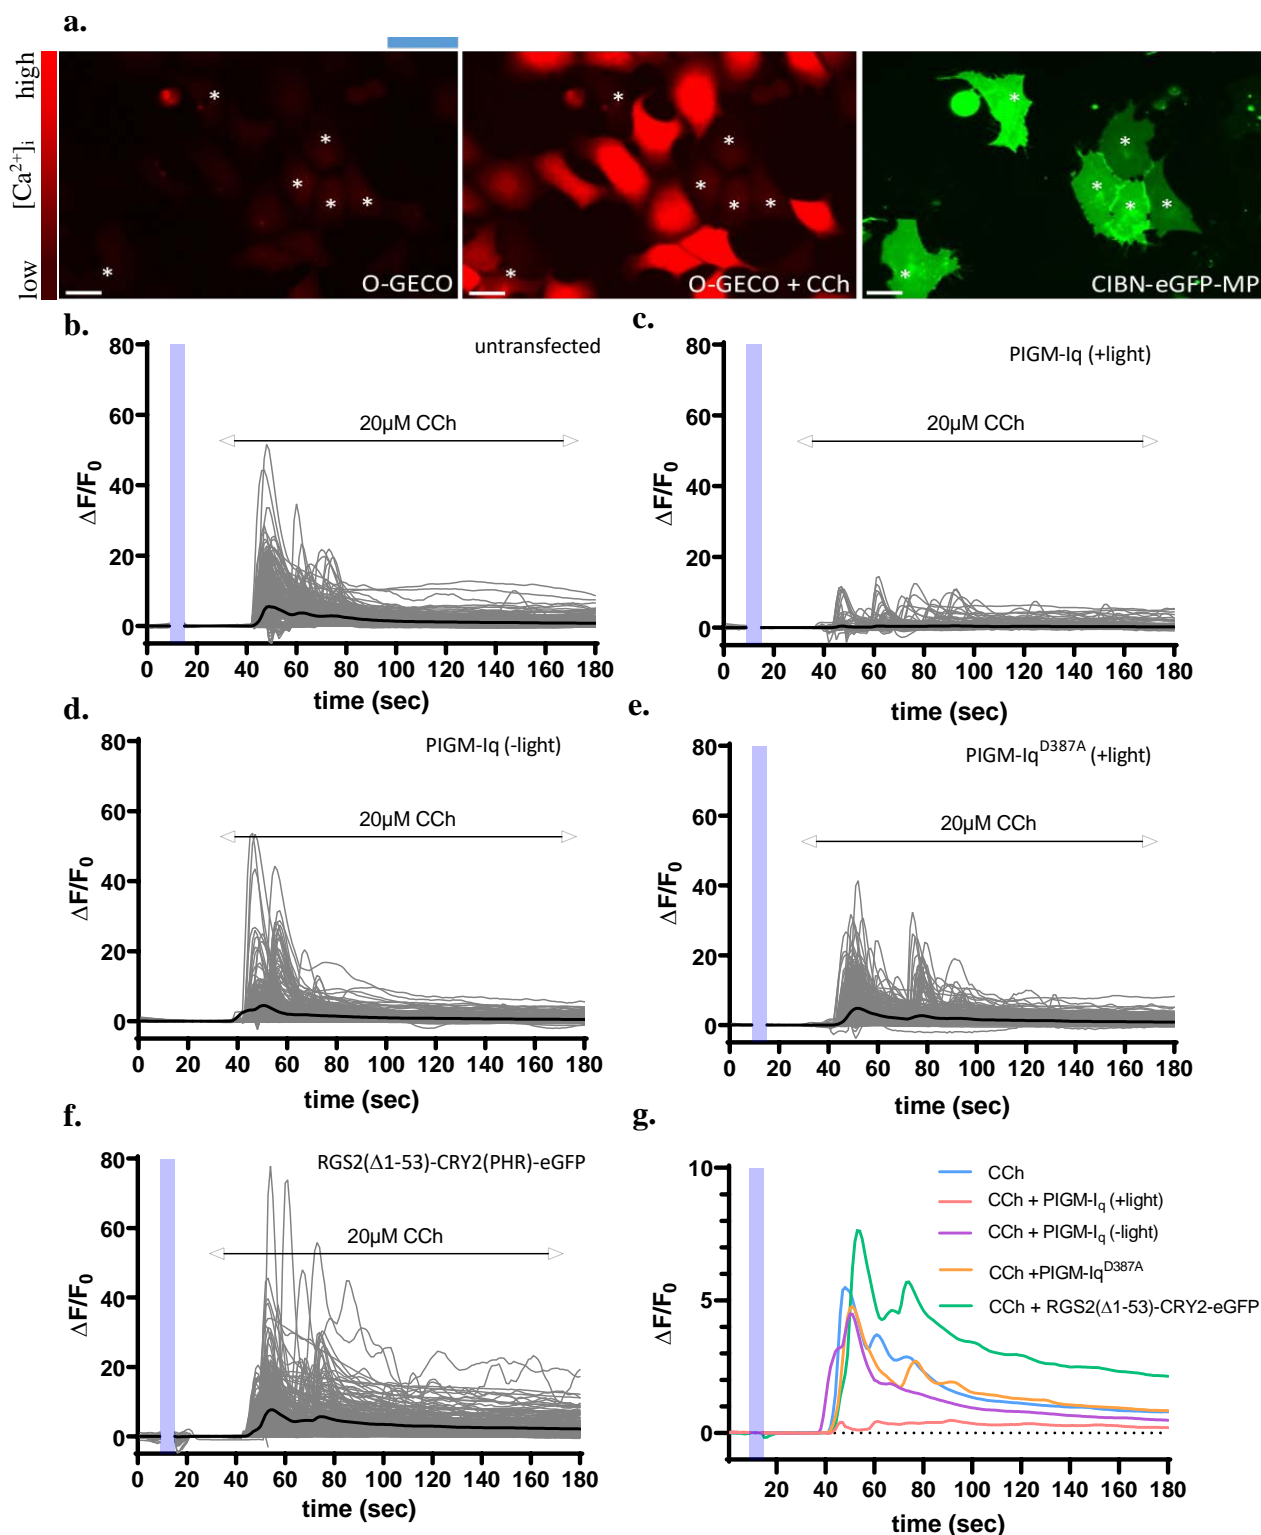 a.
high
[Ca²⁺]ᵢ
low
*
*
*
*
*
*
O-GECO
*
*
*
*
*
*
O-GECO + CCh
*
*
*
*
*
*
CIBN-eGFP-MP
b.
untransfected
20µM CCh
ΔF/F₀
80
60
40
20
0
0 20 40 60 80 100 120 140 160 180
time (sec)
c.
PIGM-Iq (+light)
20µM CCh
ΔF/F₀
80
60
40
20
0
0 20 40 60 80 100 120 140 160 180
time (sec)
d.
PIGM-Iq (-light)
20µM CCh
ΔF/F₀
80
60
40
20
0
0 20 40 60 80 100 120 140 160 180
time (sec)
e.
PIGM-Iq^D387A (+light)
20µM CCh
ΔF/F₀
80
60
40
20
0
0 20 40 60 80 100 120 140 160 180
time (sec)
f.
RGS2(Δ1-53)-CRY2(PHR)-eGFP
20µM CCh
ΔF/F₀
80
60
40
20
0
0 20 40 60 80 100 120 140 160 180
time (sec)
g.
CCh
CCh + PIGM-Iq (+light)
CCh + PIGM-Iq (-light)
CCh +PIGM-Iq^D387A
CCh + RGS2(Δ1-53)-CRY2-eGFP
ΔF/F₀
10
5
0
20 40 60 80 100 120 140 160 180
time (sec)